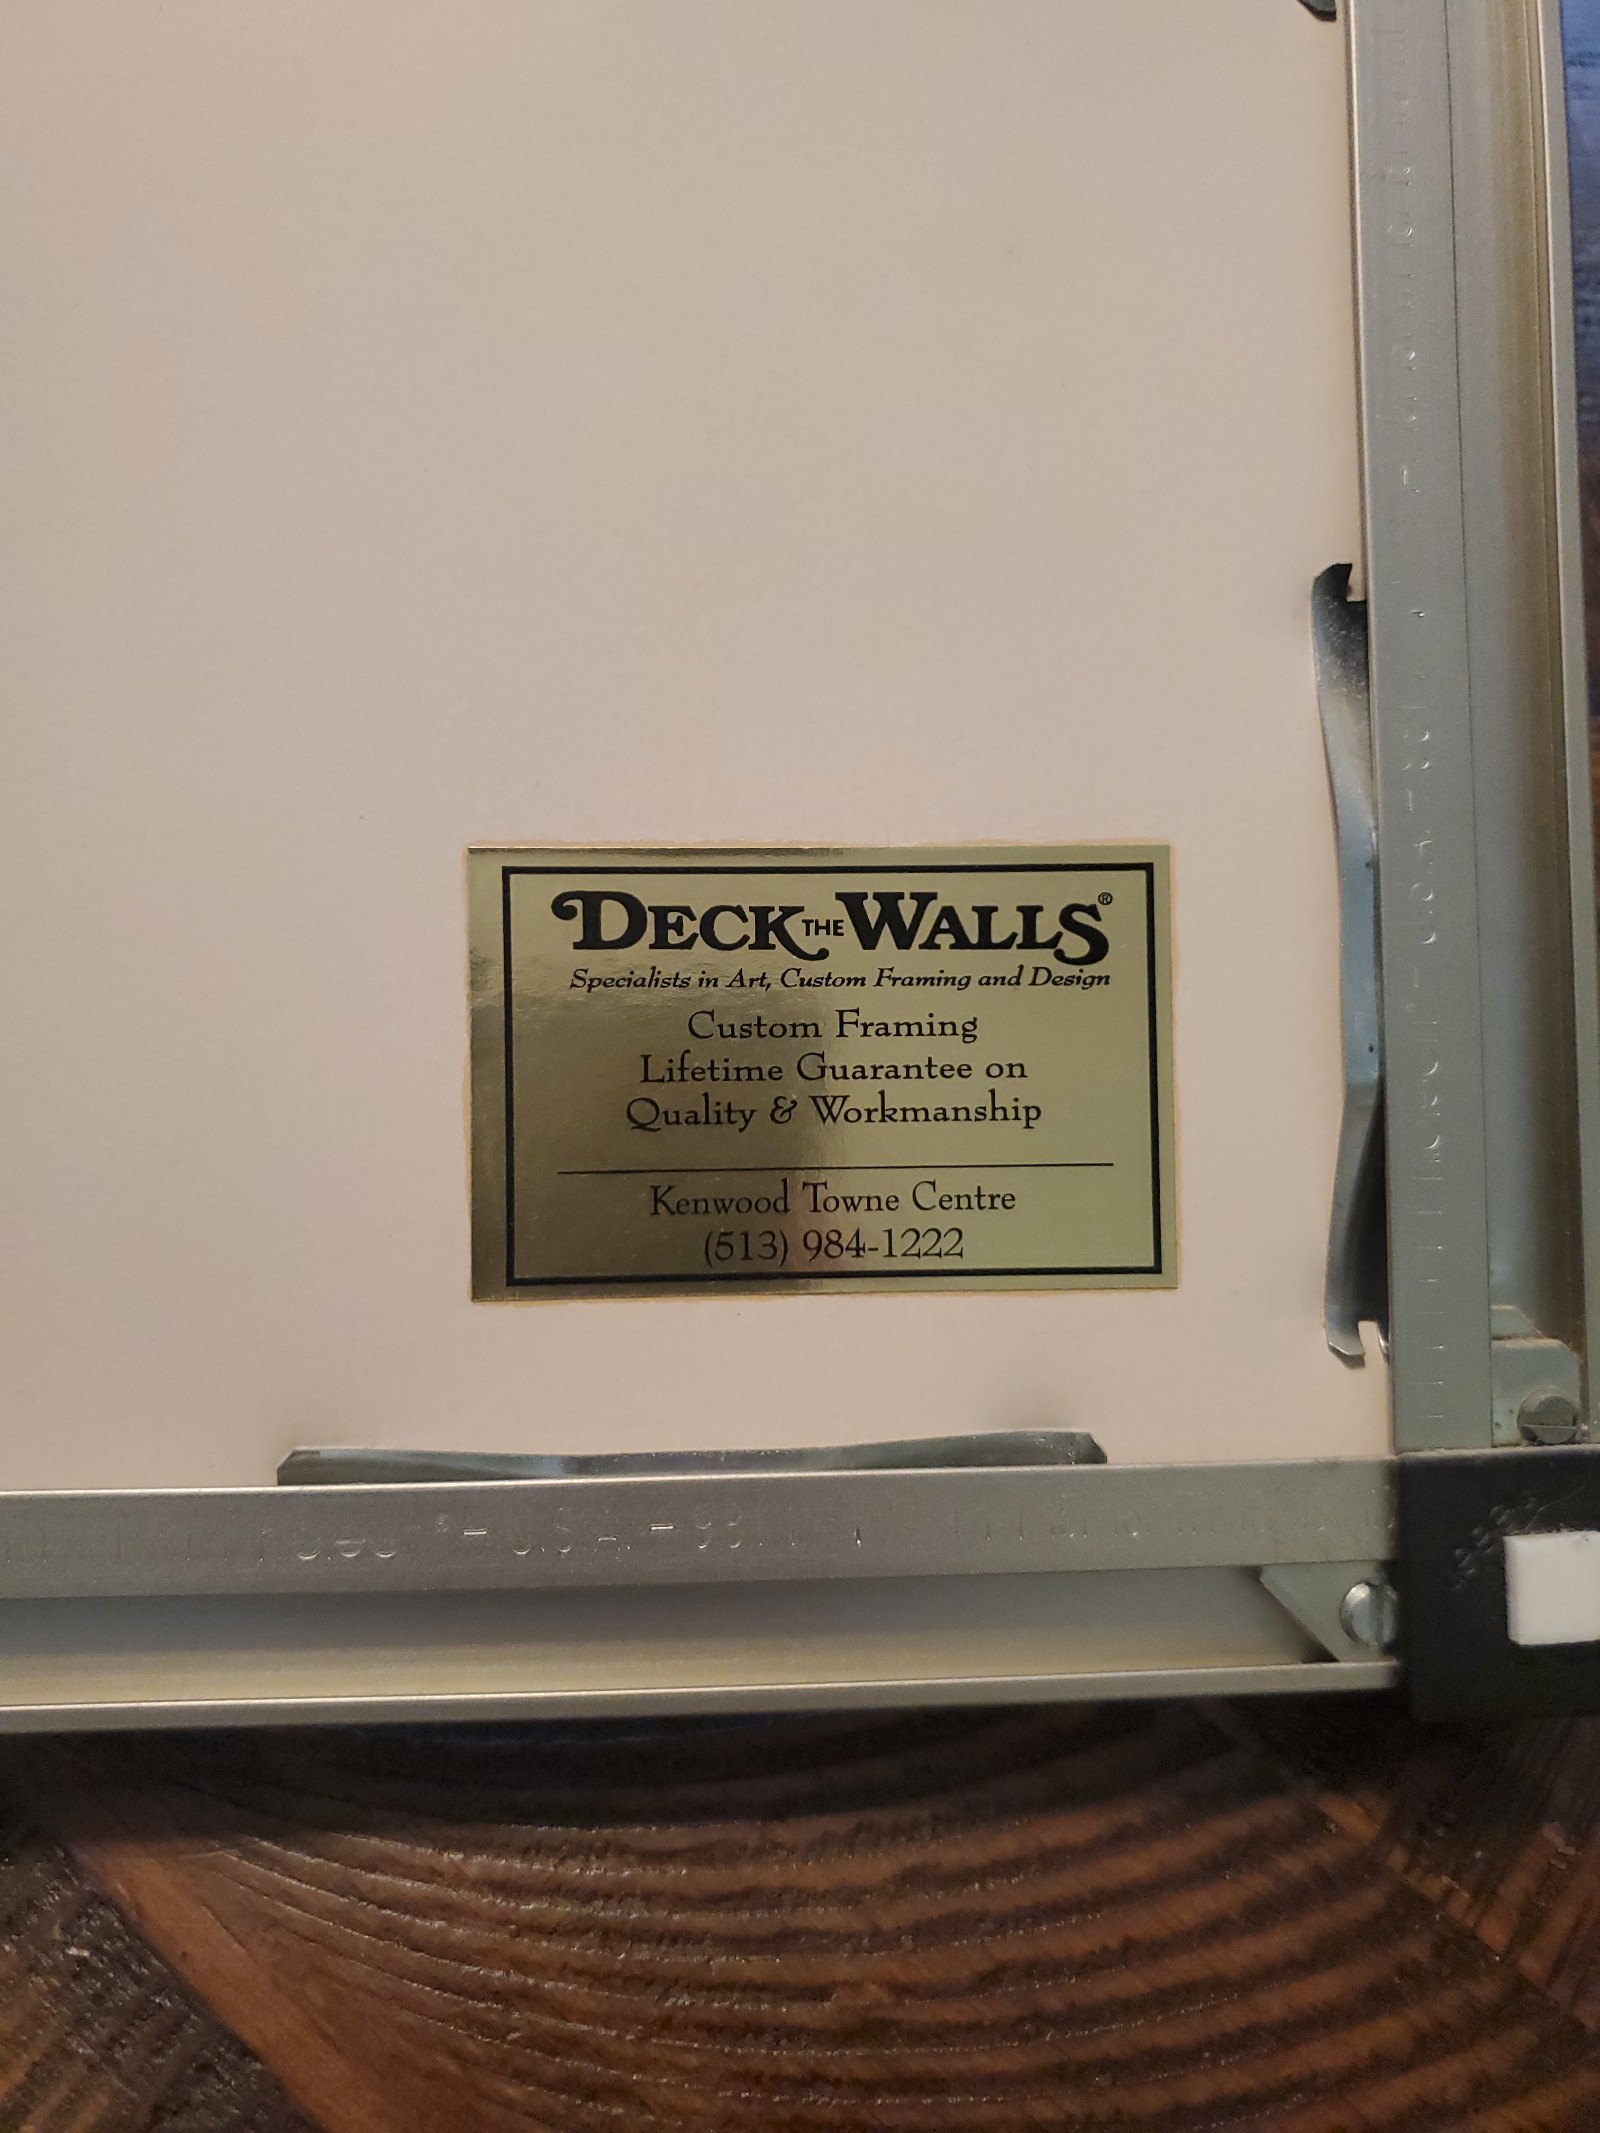 DECK THE WALLS®
Specialists in Art, Custom Framing and Design
Custom Framing
Lifetime Guarantee on
Quality & Workmanship
Kenwood Towne Centre
(513) 984-1222
U.S.A. - 93